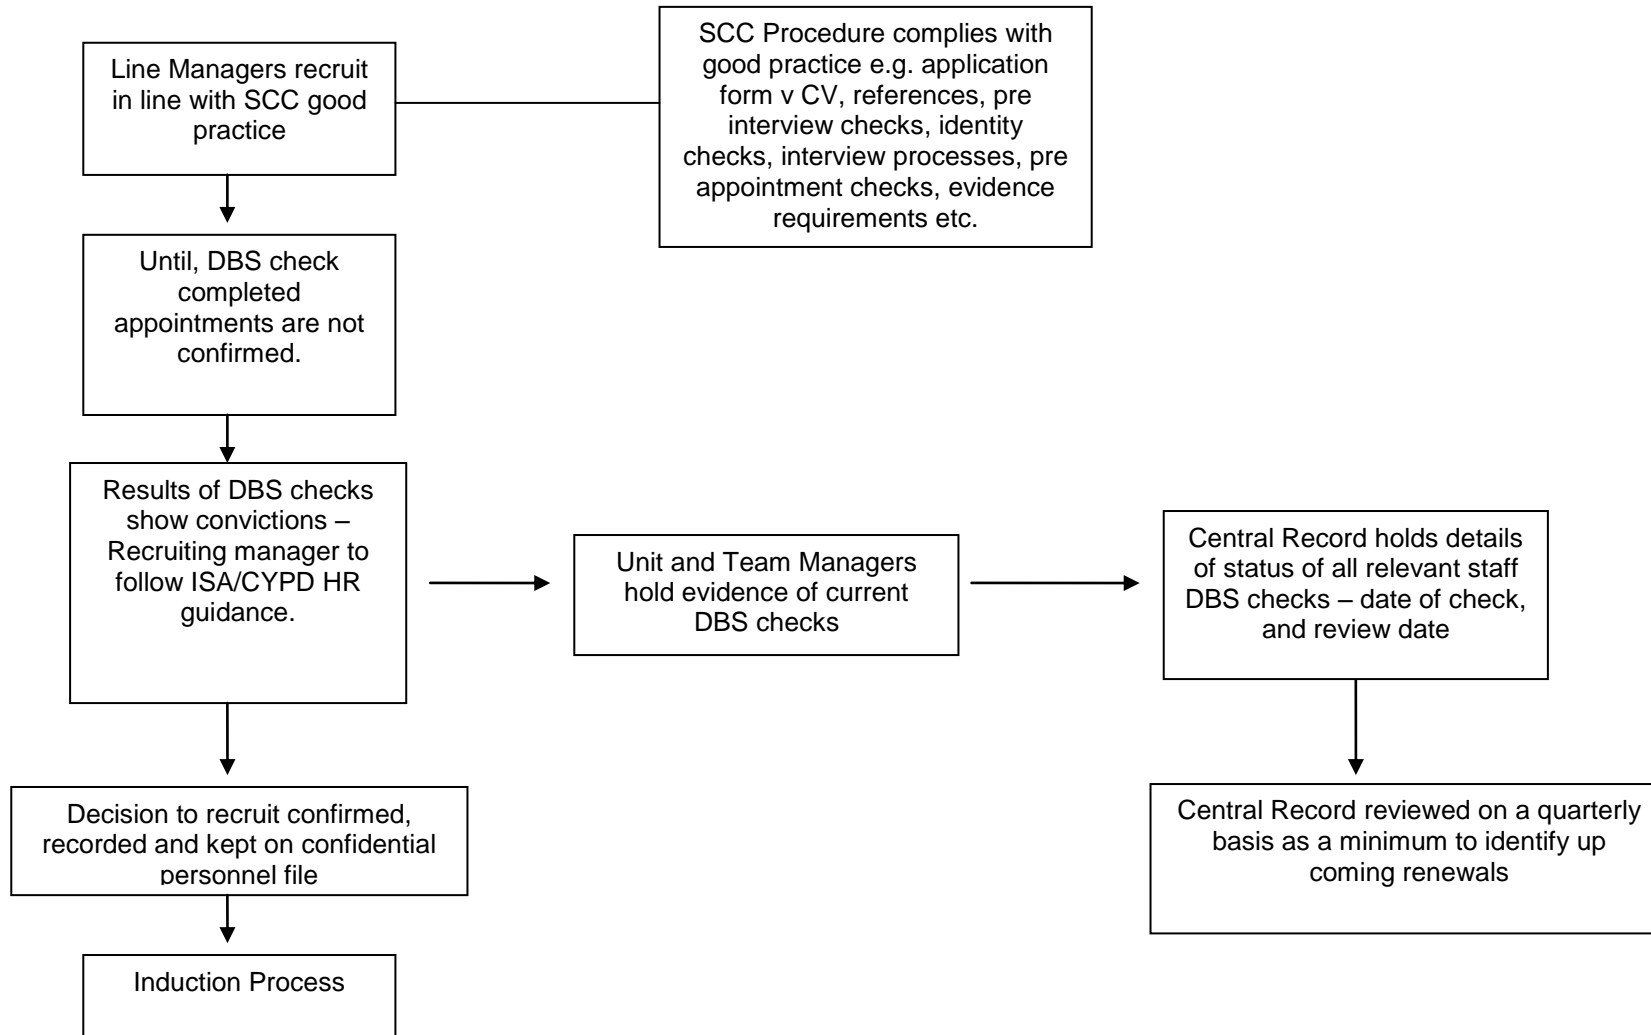 Line Managers recruit
in line with SCC good
practice
SCC Procedure complies with
good practice e.g. application
form v CV, references, pre
interview checks, identity
checks, interview processes, pre
appointment checks, evidence
requirements etc.
Until, DBS check
completed
appointments are not
confirmed.
Results of DBS checks
show convictions –
Recruiting manager to
follow ISA/CYPD HR
guidance.
Unit and Team Managers
hold evidence of current
DBS checks
Central Record holds details
of status of all relevant staff
DBS checks – date of check,
and review date
Decision to recruit confirmed,
recorded and kept on confidential
personnel file
Central Record reviewed on a quarterly
basis as a minimum to identify up
coming renewals
Induction Process